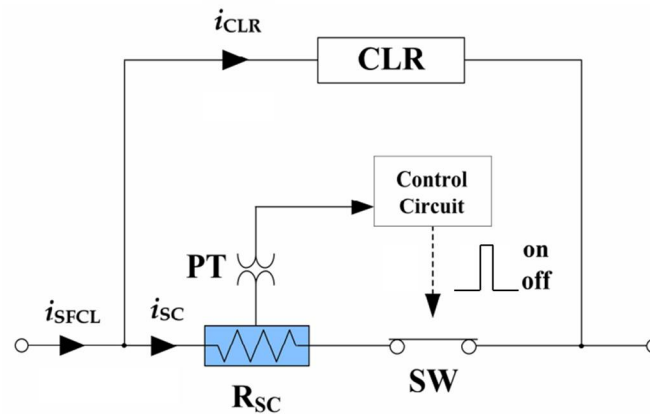 iCLR
CLR
Control
Circuit
PT
on
off
iSFCL
iSC
RSC
SW